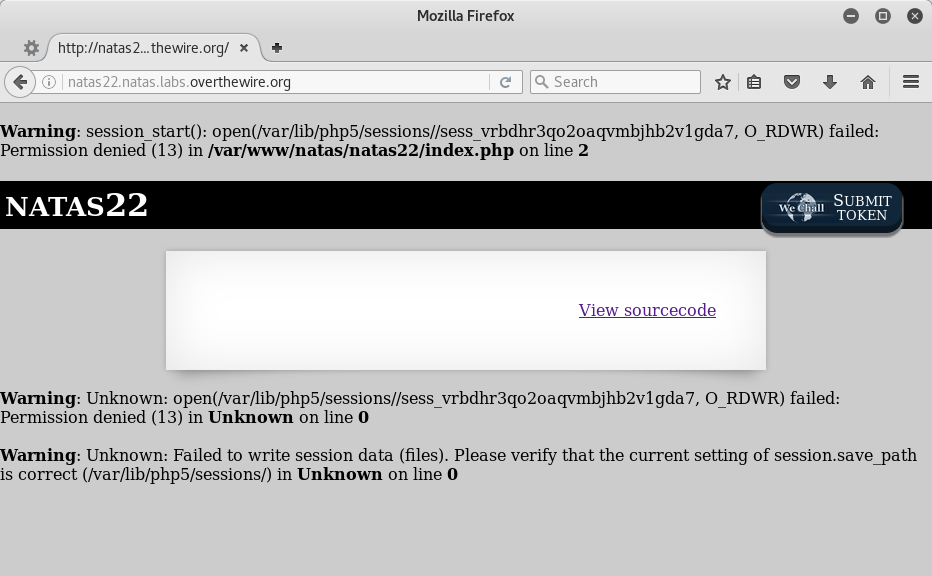 Mozilla Firefox
http://natas2...thewire.org/
natas22.natas.labs.overthewire.org
Search
Warning: session_start(): open(/var/lib/php5/sessions//sess_vrbdhr3qo2oaqvmbjhb2v1gda7, O_RDWR) failed:
Permission denied (13) in /var/www/natas/natas22/index.php on line 2
NATAS22
We Chall
SUBMIT
TOKEN
View sourcecode
Warning: Unknown: open(/var/lib/php5/sessions//sess_vrbdhr3qo2oaqvmbjhb2v1gda7, O_RDWR) failed:
Permission denied (13) in Unknown on line 0
Warning: Unknown: Failed to write session data (files). Please verify that the current setting of session.save_path
is correct (/var/lib/php5/sessions/) in Unknown on line 0